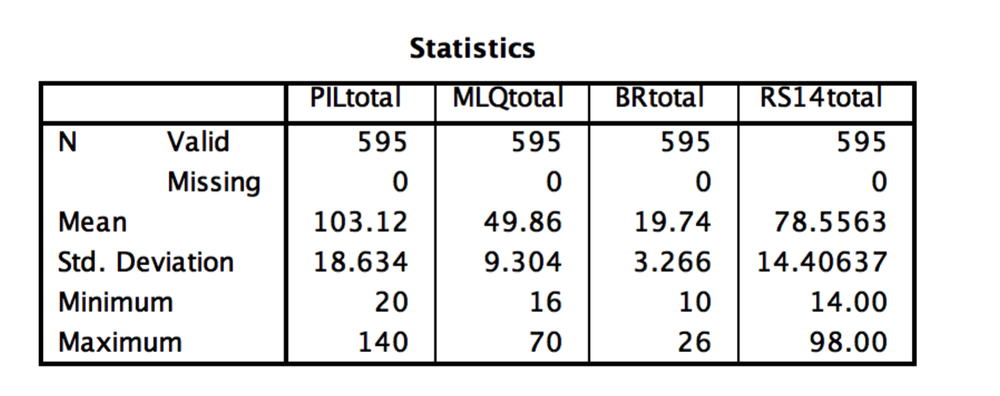 Statistics
PILtotal MLQtotal BRtotal RS14total
N Valid 595 595 595 595
Missing 0 0 0 0
Mean 103.12 49.86 19.74 78.5563
Std. Deviation 18.634 9.304 3.266 14.40637
Minimum 20 16 10 14.00
Maximum 140 70 26 98.00